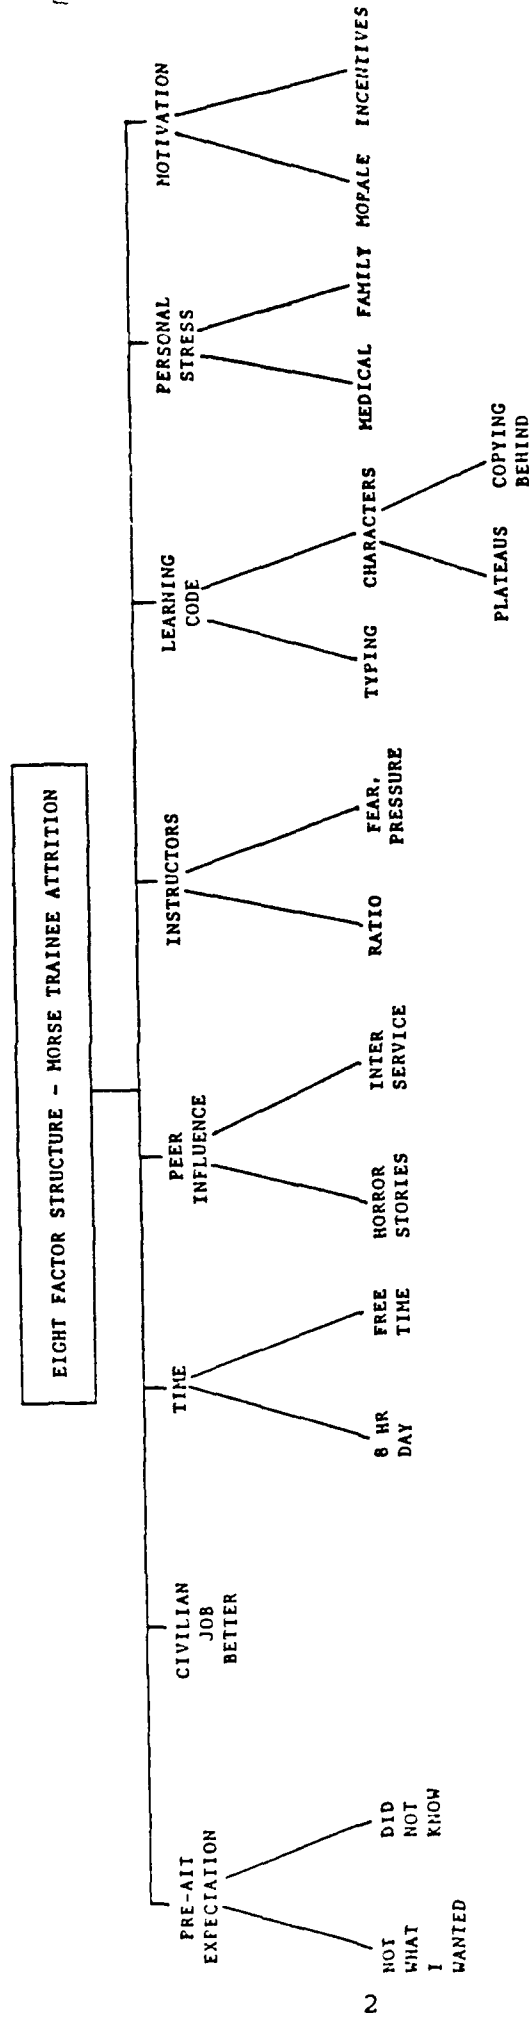 EIGHT FACTOR STRUCTURE - MORSE TRAINEE ATTRITION
PRE-AIT
EXPECTATION
NOT
WHAT
I
WANTED
DID
NOT
KNOW
CIVILIAN
JOB
BETTER
TIME
8 HR
DAY
FREE
TIME
PEER
INFLUENCE
HORROR
STORIES
INTER
SERVICE
INSTRUCTORS
RATIO
FEAR,
PRESSURE
LEARNING
CODE
TYPING
CHARACTERS
PLATEAUS
COPYING
BEHIND
PERSONAL
STRESS
MEDICAL
FAMILY
MOTIVATION
MORALE
INCENTIVES
2